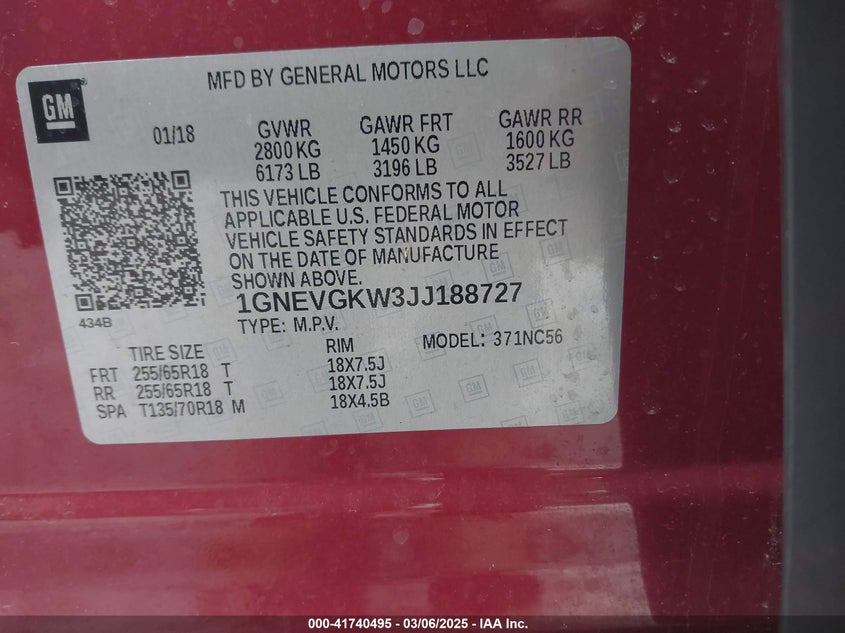 MFD BY GENERAL MOTORS LLC
GM
01/18
GVWR GAWR FRT GAWR RR
2800 KG 1450 KG 1600 KG
6173 LB 3196 LB 3527 LB
THIS VEHICLE CONFORMS TO ALL
APPLICABLE U.S. FEDERAL MOTOR
VEHICLE SAFETY STANDARDS IN EFFECT
ON THE DATE OF MANUFACTURE
SHOWN ABOVE.
1GNEVGKW3JJ188727
434B
TYPE: M.P.V. MODEL: 371NC56
TIRE SIZE RIM
FRT 255/65R18 T 18X7.5J
RR 255/65R18 T 18X7.5J
SPA T135/70R18 M 18X4.5B
000-41740495 - 03/06/2025 - IAA Inc.